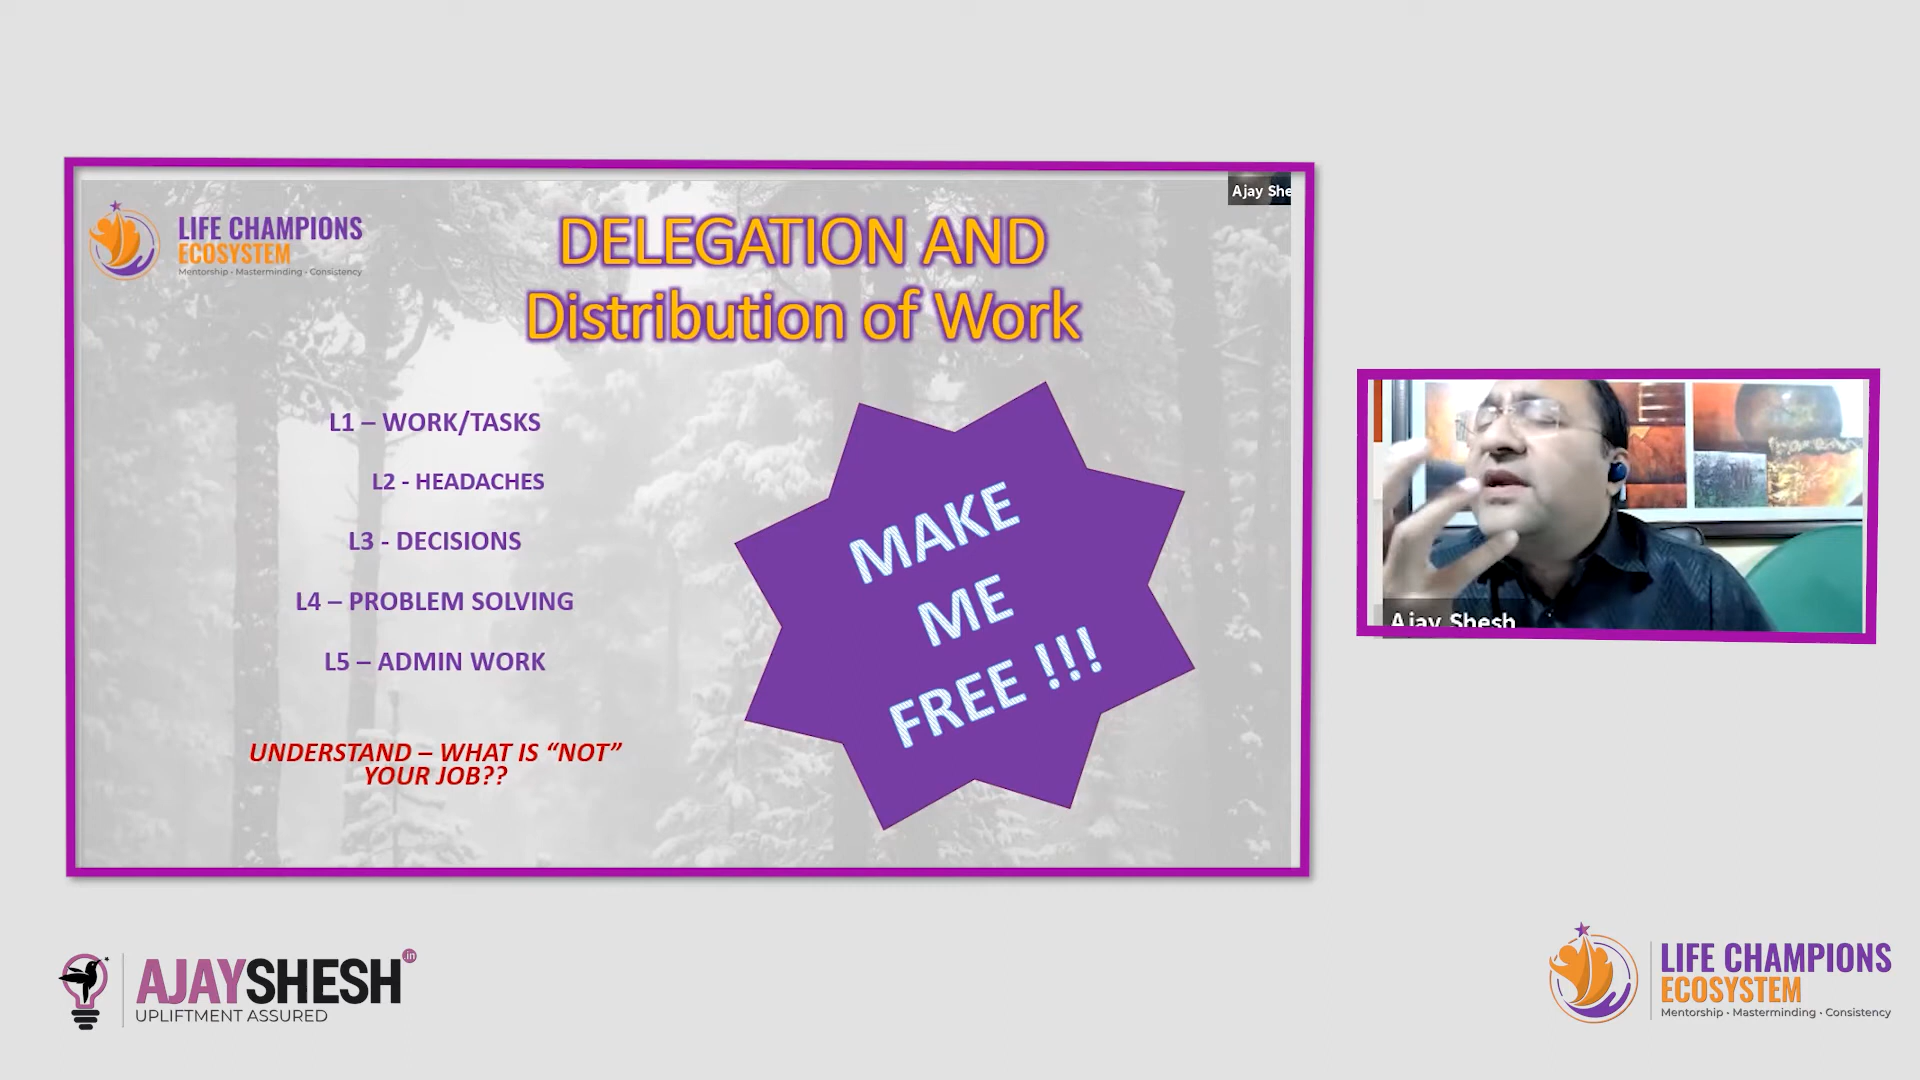 Ajay She
LIFE CHAMPIONS
ECOSYSTEM
Mentorship • Masterminding • Consistency
DELEGATION AND
Distribution of Work
L1 – WORK/TASKS
L2 - HEADACHES
L3 - DECISIONS
L4 – PROBLEM SOLVING
L5 – ADMIN WORK
UNDERSTAND – WHAT IS “NOT”
YOUR JOB??
MAKE
ME
FREE !!!
Ajay Shesh
AJAYSHESH.in
UPLIFTMENT ASSURED
LIFE CHAMPIONS
ECOSYSTEM
Mentorship • Masterminding • Consistency